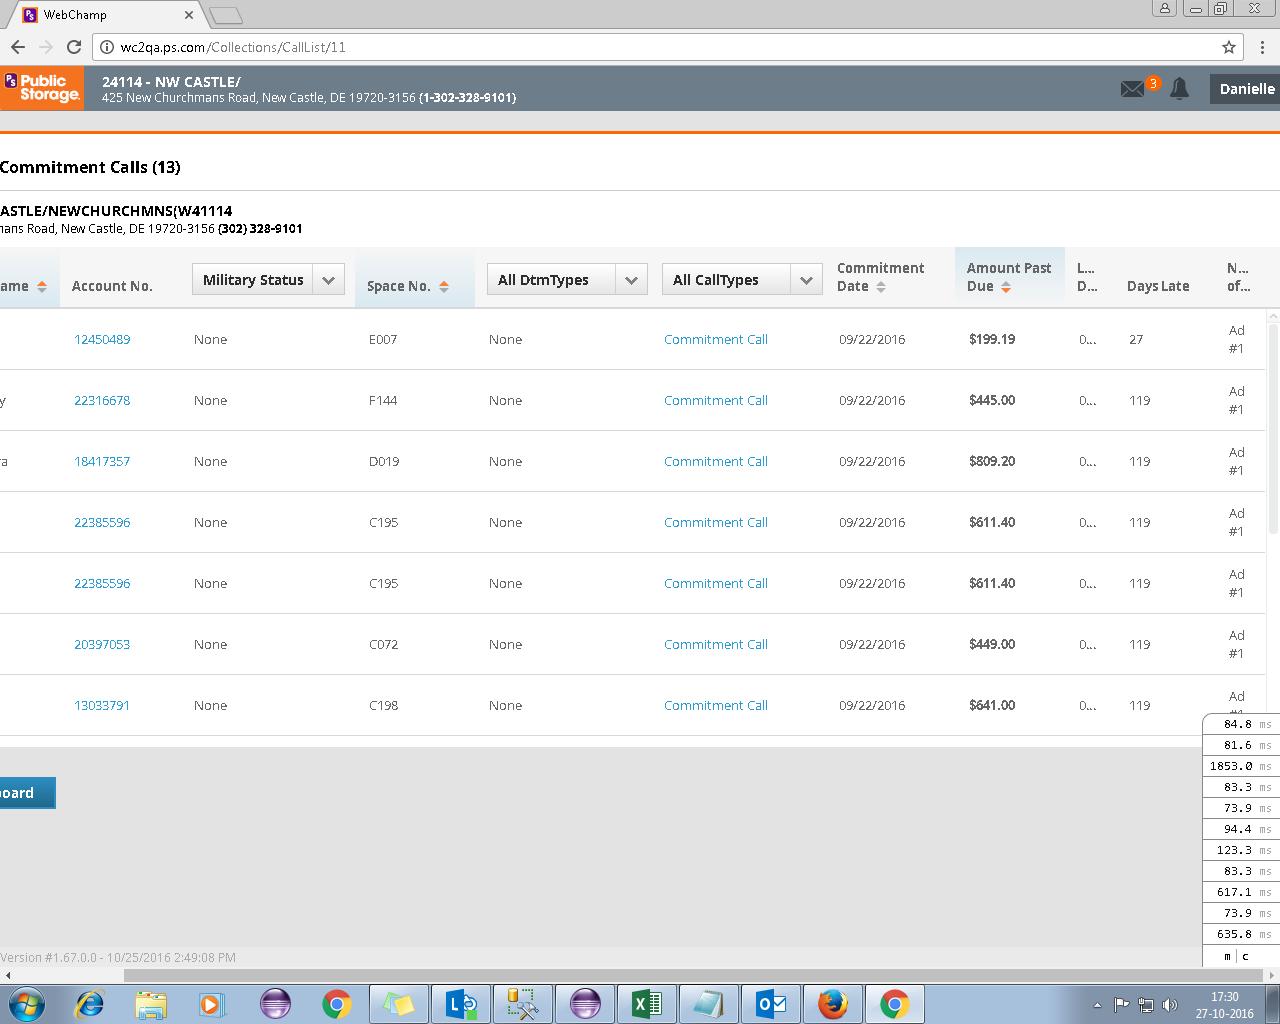 WebChamp
wc2qa.ps.com/Collections/CallList/11
Ps Public Storage.
24114 - NW CASTLE/
425 New Churchmans Road, New Castle, DE 19720-3156 (1-302-328-9101)
3
Danielle
Commitment Calls (13)
ASTLE/NEWCHURCHMNS(W41114
nans Road, New Castle, DE 19720-3156 (302) 328-9101
ame Account No. Military Status Space No. All DtmTypes All CallTypes Commitment Date Amount Past Due L... D... Days Late N... of...
12450489 None E007 None Commitment Call 09/22/2016 $199.19 0... 27 Ad #1
y 22316678 None F144 None Commitment Call 09/22/2016 $445.00 0... 119 Ad #1
ra 18417357 None D019 None Commitment Call 09/22/2016 $809.20 0... 119 Ad #1
22385596 None C195 None Commitment Call 09/22/2016 $611.40 0... 119 Ad #1
22385596 None C195 None Commitment Call 09/22/2016 $611.40 0... 119 Ad #1
20397053 None C072 None Commitment Call 09/22/2016 $449.00 0... 119 Ad #1
13033791 None C198 None Commitment Call 09/22/2016 $641.00 0... 119 Ad
84.8 ms
81.6 ms
1853.0 ms
83.3 ms
73.9 ms
94.4 ms
123.3 ms
83.3 ms
617.1 ms
73.9 ms
635.8 ms
m | c
oard
Version #1.67.0.0 - 10/25/2016 2:49:08 PM
17:30
27-10-2016